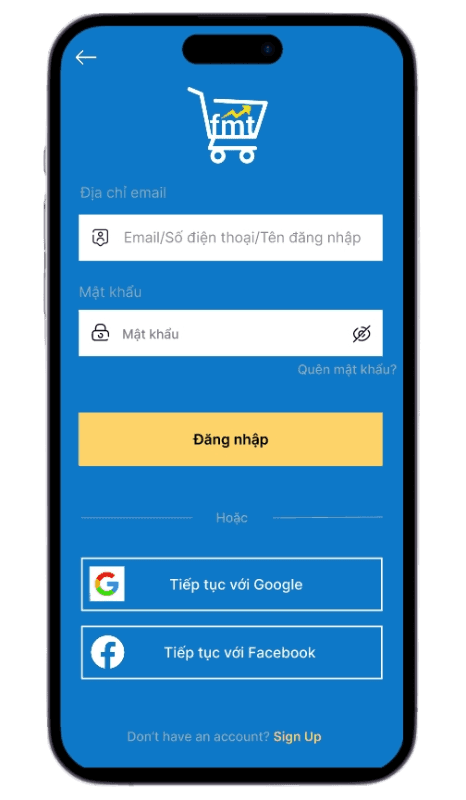 fmt
Địa chỉ email
Email/Số điện thoại/Tên đăng nhập
Mật khẩu
Mật khẩu
Quên mật khẩu?
Đăng nhập
Hoặc
Tiếp tục với Google
Tiếp tục với Facebook
Don't have an account? Sign Up